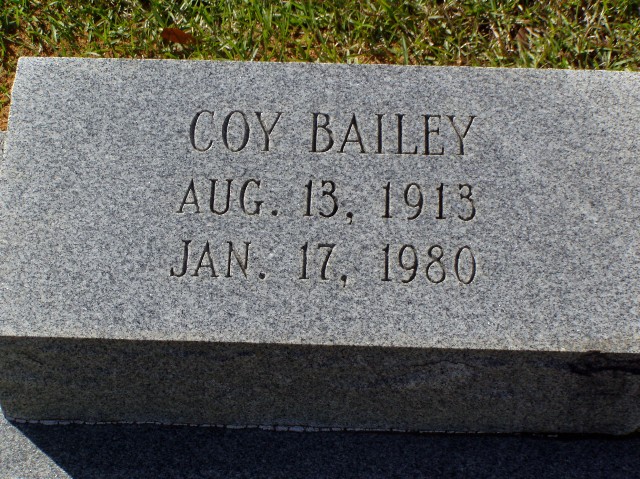 COY BAILEY
AUG. 13, 1913
JAN. 17, 1980